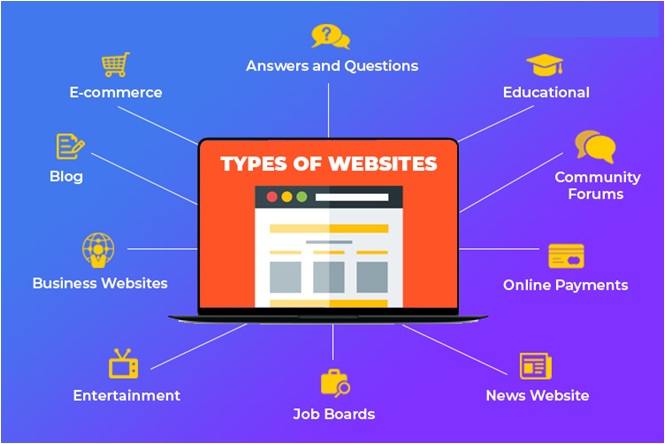 Answers and Questions
E-commerce
Educational
TYPES OF WEBSITES
Blog
Community
Forums
Business Websites
Online Payments
Entertainment
News Website
Job Boards